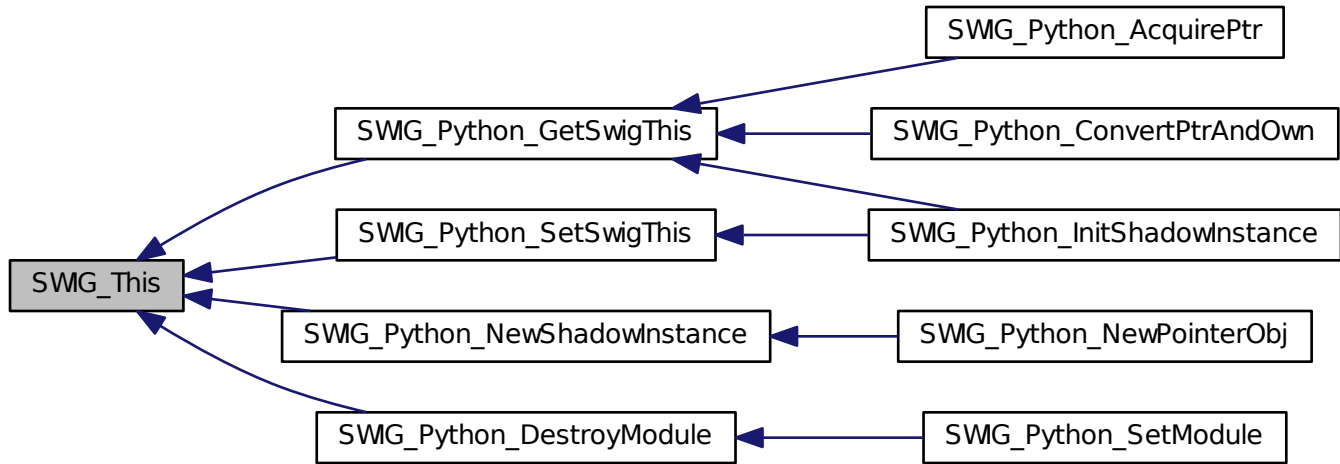 SWIG_Python_AcquirePtr
SWIG_Python_GetSwigThis
SWIG_Python_ConvertPtrAndOwn
SWIG_Python_SetSwigThis
SWIG_Python_InitShadowInstance
SWIG_This
SWIG_Python_NewShadowInstance
SWIG_Python_NewPointerObj
SWIG_Python_DestroyModule
SWIG_Python_SetModule